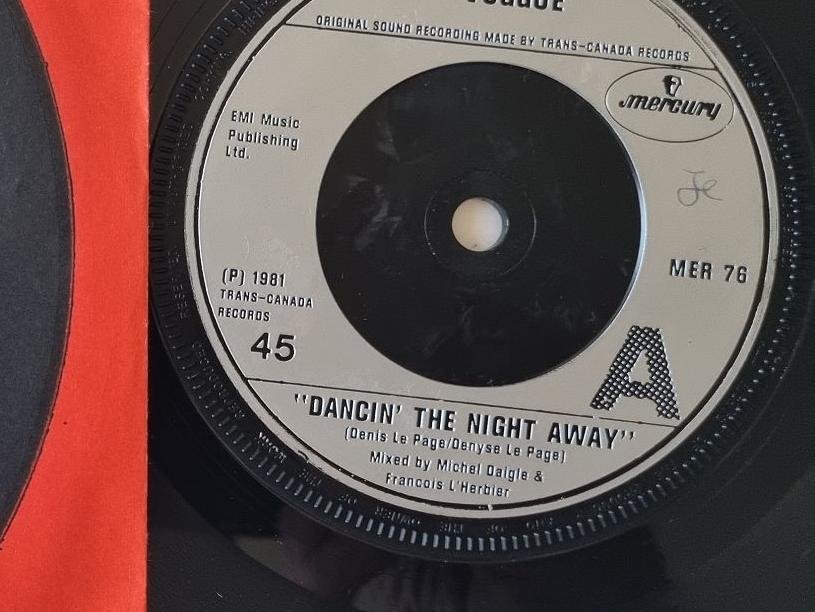 ORIGINAL SOUND RECORDING MADE BY TRANS-CANADA RECORDS
mercury
EMI Music
Publishing
Ltd.
MER 76
(P) 1981
TRANS-CANADA
RECORDS
45
A
"DANCIN' THE NIGHT AWAY"
(Denis Le Page/Denyse Le Page)
Mixed by Michel Daigle &
Francois L'Herbier